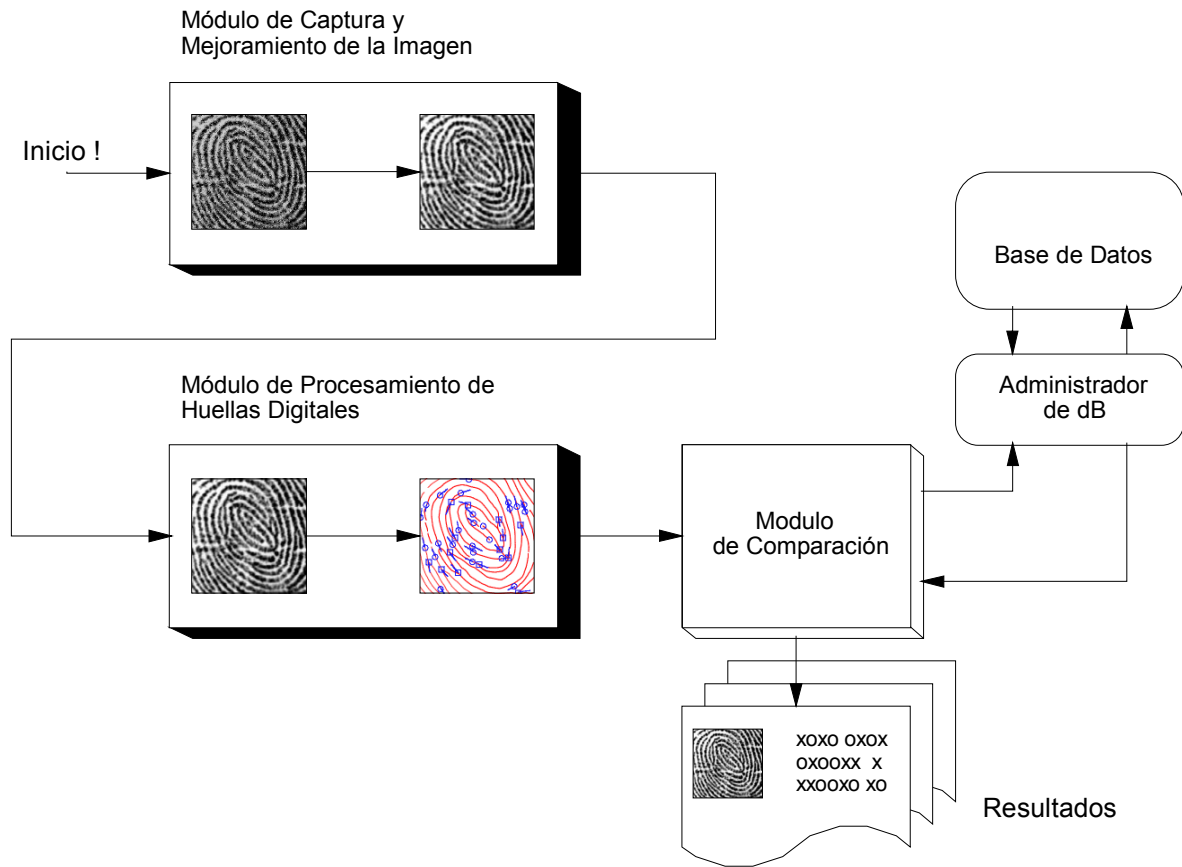 Módulo de Captura y
Mejoramiento de la Imagen
Inicio !
Base de Datos
Administrador
de dB
Módulo de Procesamiento de
Huellas Digitales
Modulo
de Comparación
xoxo oxox
oxooxx x
xxooxo xo
Resultados